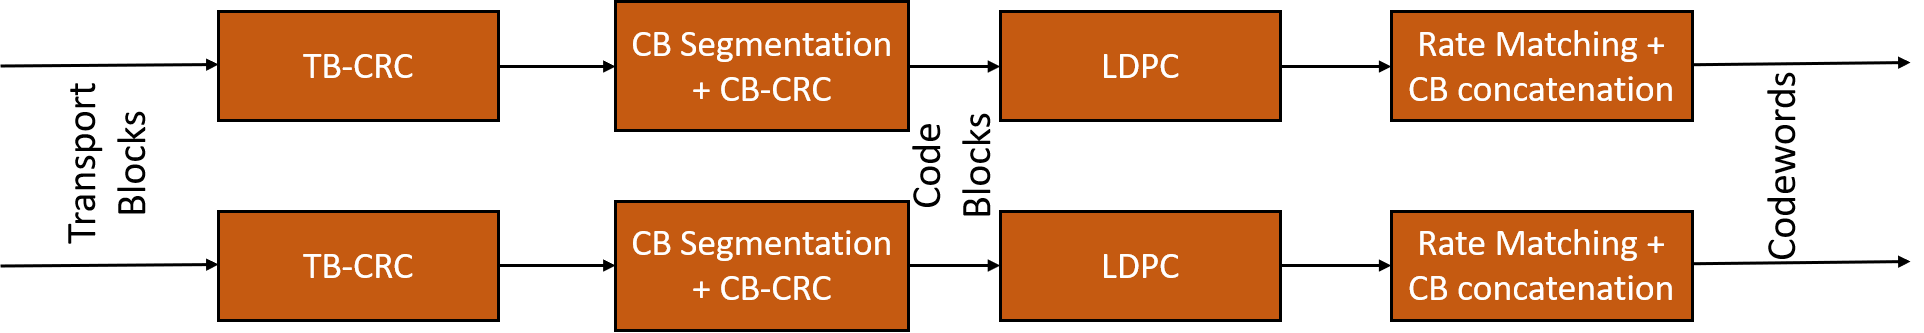 TB-CRC
CB Segmentation
+ CB-CRC
LDPC
Rate Matching +
CB concatenation
Transport
Blocks
Code
Blocks
Codewords
TB-CRC
CB Segmentation
+ CB-CRC
LDPC
Rate Matching +
CB concatenation